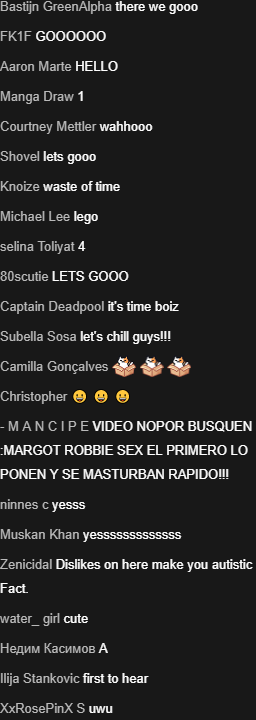 Bastijn GreenAlpha there we gooo
FK1F GOOOOOO
Aaron Marte HELLO
Manga Draw 1
Courtney Mettler wahhooo
Shovel lets gooo
Knoize waste of time
Michael Lee lego
selina Toliyat 4
80scutie LETS GOOO
Captain Deadpool it's time boiz
Subella Sosa let's chill guys!!!
Camilla Gonçalves
Christopher 😀 😀 😀
- M A N C I P E VIDEO NOPOR BUSQUEN
:MARGOT ROBBIE SEX EL PRIMERO LO
PONEN Y SE MASTURBAN RAPIDO!!!
ninnes c yesss
Muskan Khan yesssssssssssss
Zenicidal Dislikes on here make you autistic
Fact.
water_ girl cute
Недим Касимов A
Ilija Stankovic first to hear
XxRosePinX S uwu